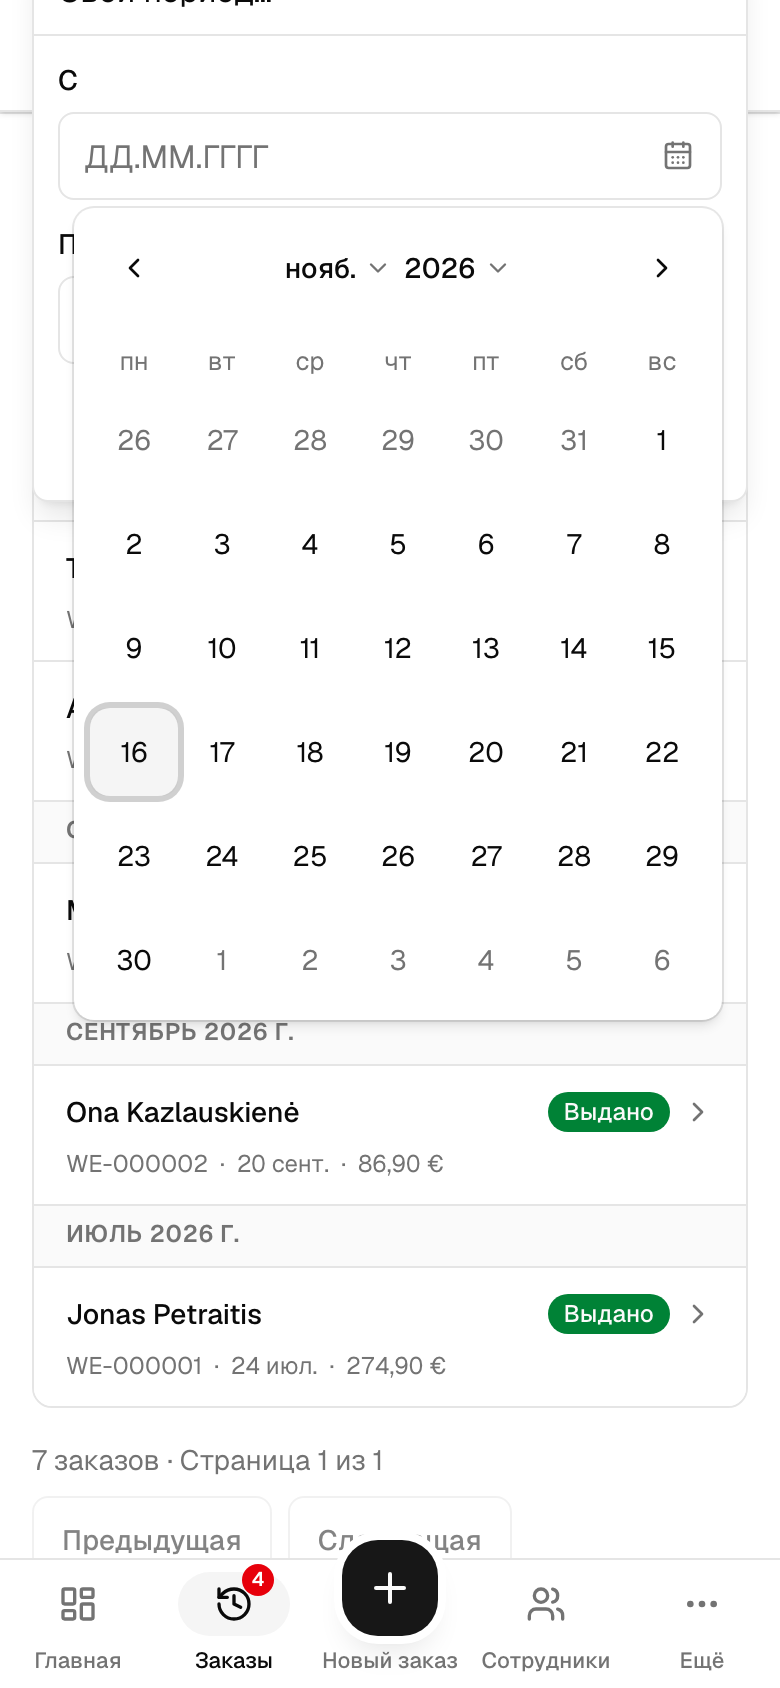 Свой период...
С
ДД.ММ.ГГГГ
нояб. 2026
пн вт ср чт пт сб вс
26 27 28 29 30 31 1
2 3 4 5 6 7 8
9 10 11 12 13 14 15
16 17 18 19 20 21 22
23 24 25 26 27 28 29
30 1 2 3 4 5 6
СЕНТЯБРЬ 2026 Г.
Ona Kazlauskienė Выдано
WE-000002 · 20 сент. · 86,90 €
ИЮЛЬ 2026 Г.
Jonas Petraitis Выдано
WE-000001 · 24 июл. · 274,90 €
7 заказов · Страница 1 из 1
Предыдущая
4
Главная Заказы Новый заказ Сотрудники Ещё